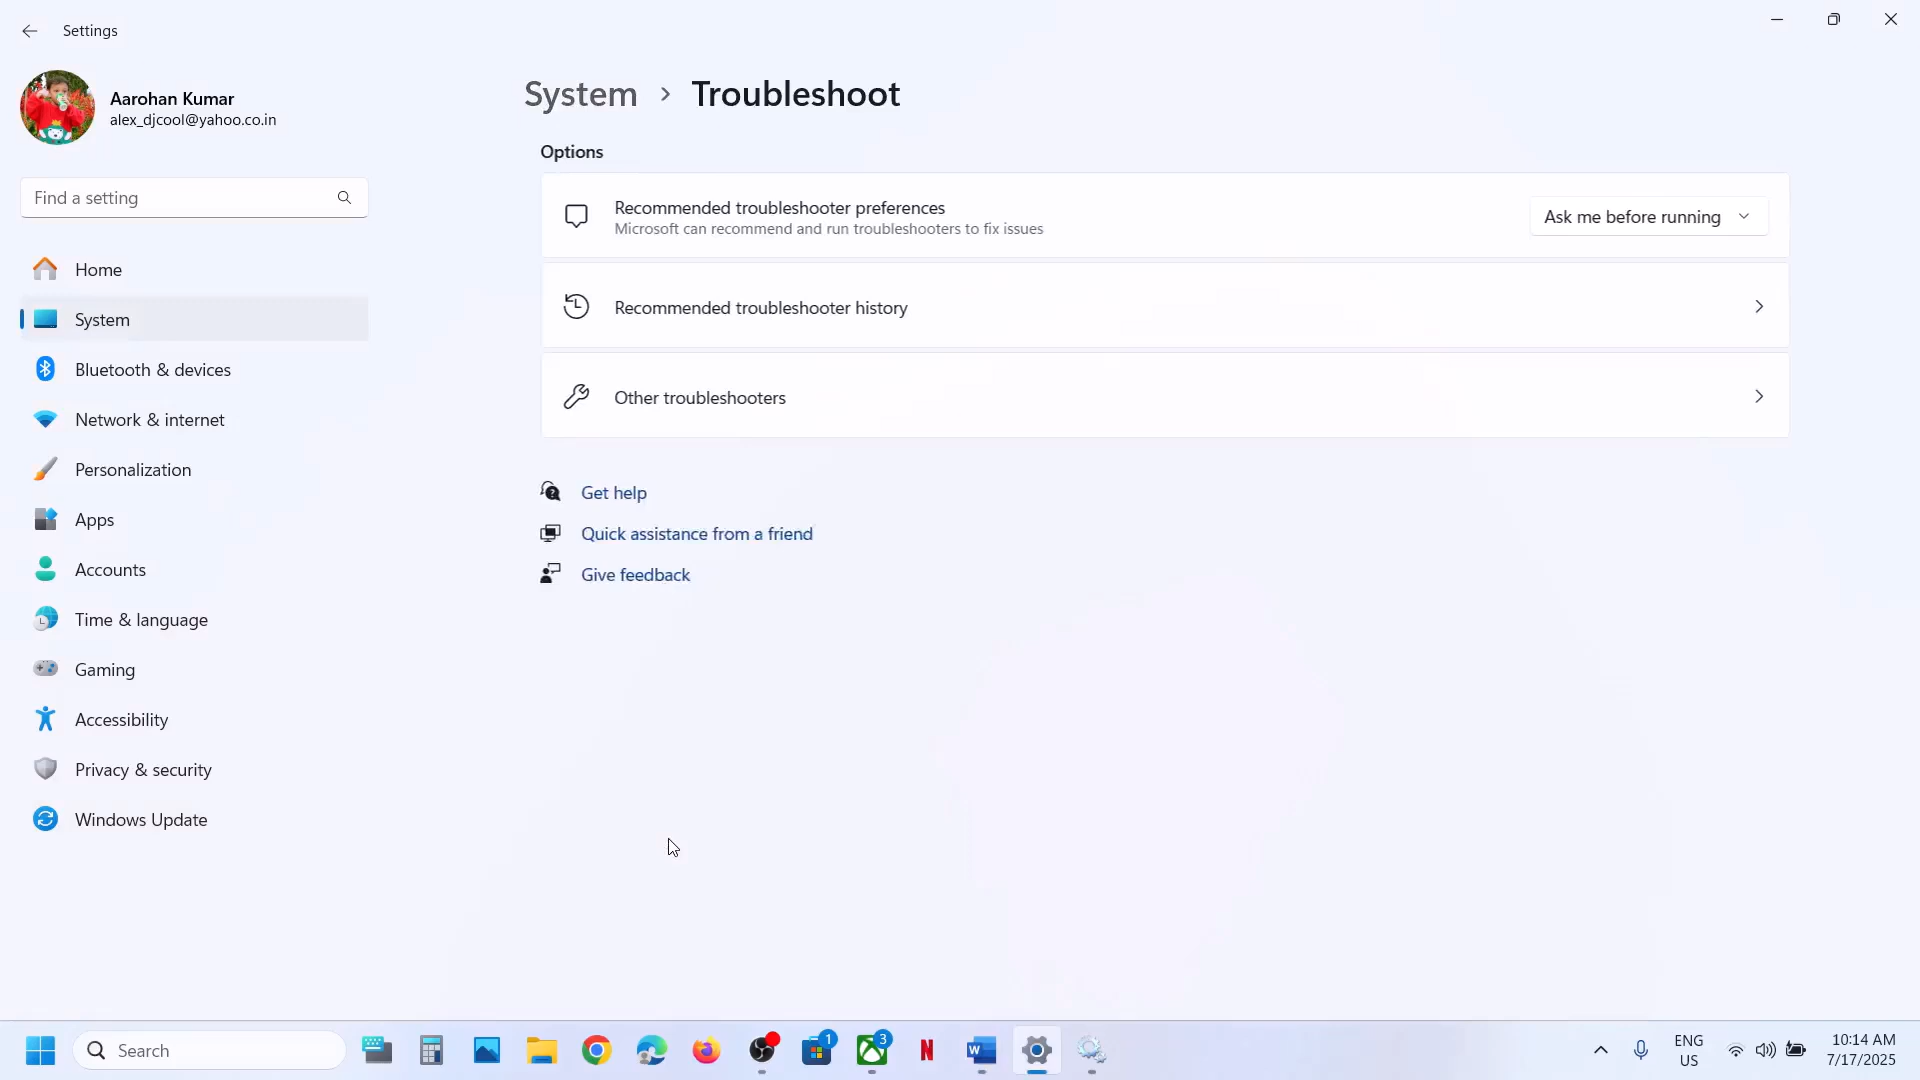 Settings
Aarohan Kumar
alex_djcool@yahoo.co.in
Find a setting
Home
System
Bluetooth & devices
Network & internet
Personalization
Apps
Accounts
Time & language
Gaming
Accessibility
Privacy & security
Windows Update
System > Troubleshoot
Options
Recommended troubleshooter preferences
Microsoft can recommend and run troubleshooters to fix issues
Ask me before running
Recommended troubleshooter history
Other troubleshooters
Get help
Quick assistance from a friend
Give feedback
Search
1
3
ENG
US
10:14 AM
7/17/2025